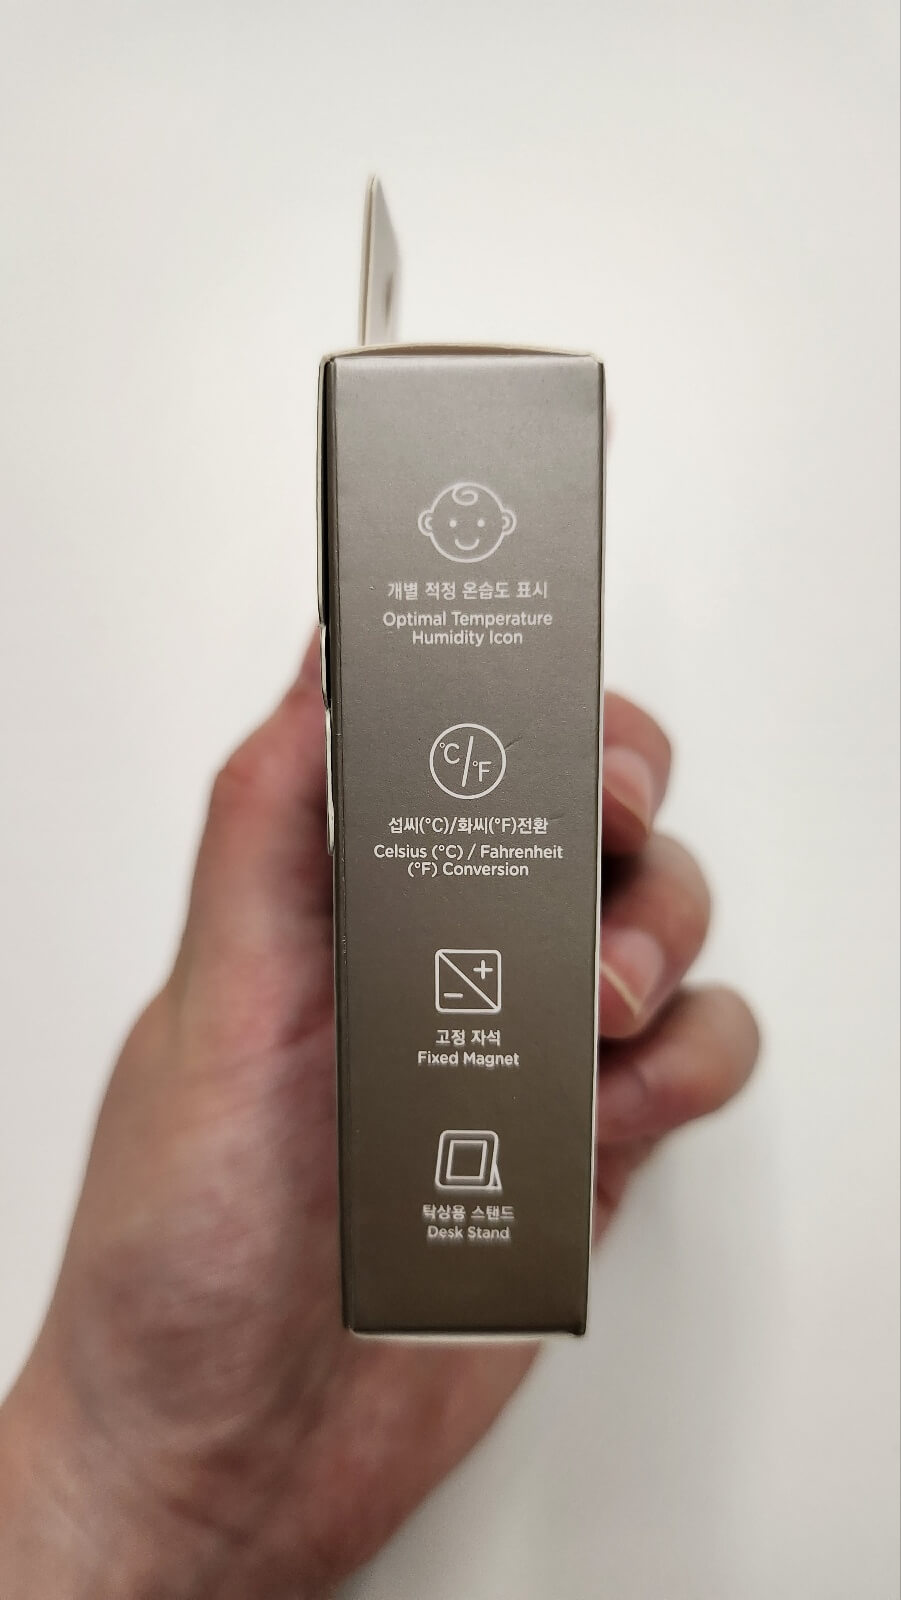 개별 적정 온습도 표시
Optimal Temperature
Humidity Icon
°C/°F
섭씨(°C)/화씨(°F)전환
Celsius (°C) / Fahrenheit
(°F) Conversion
고정 자석
Fixed Magnet
탁상용 스탠드
Desk Stand